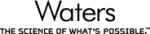 Waters
THE SCIENCE OF WHAT'S POSSIBLE.™